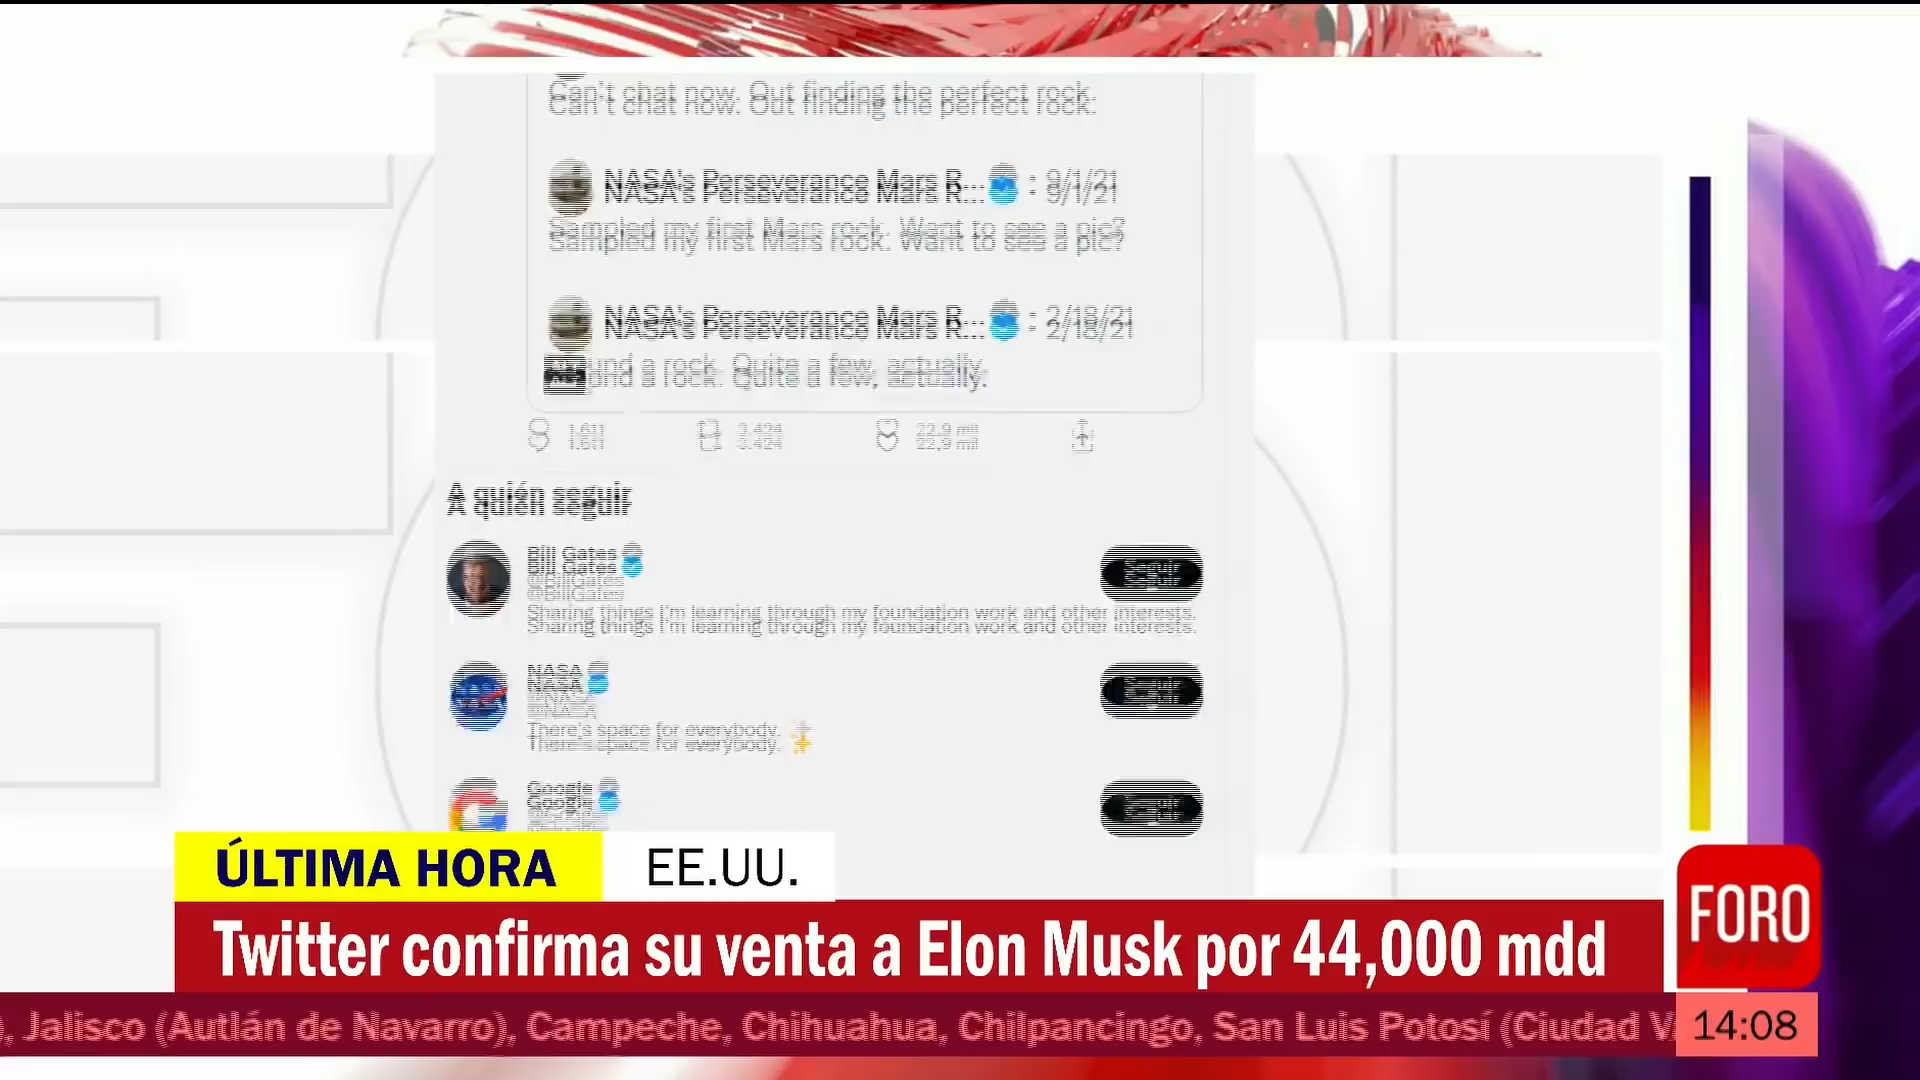 Can't chat now. Out finding the perfect rock.
NASA's Perseverance Mars R... · 9/1/21
Sampled my first Mars rock. Want to see a pic?
NASA's Perseverance Mars R... · 2/18/21
und a rock. Quite a few, actually.
1.611 3.424 22,9 mil
A quién seguir
Bill Gates
@BillGates
Seguir
Sharing things I'm learning through my foundation work and other interests.
NASA
@NASA
Seguir
There's space for everybody.
Google
Seguir
ÚLTIMA HORA EE.UU.
Twitter confirma su venta a Elon Musk por 44,000 mdd
FORO
), Jalisco (Autlán de Navarro), Campeche, Chihuahua, Chilpancingo, San Luis Potosí (Ciudad Va
14:08